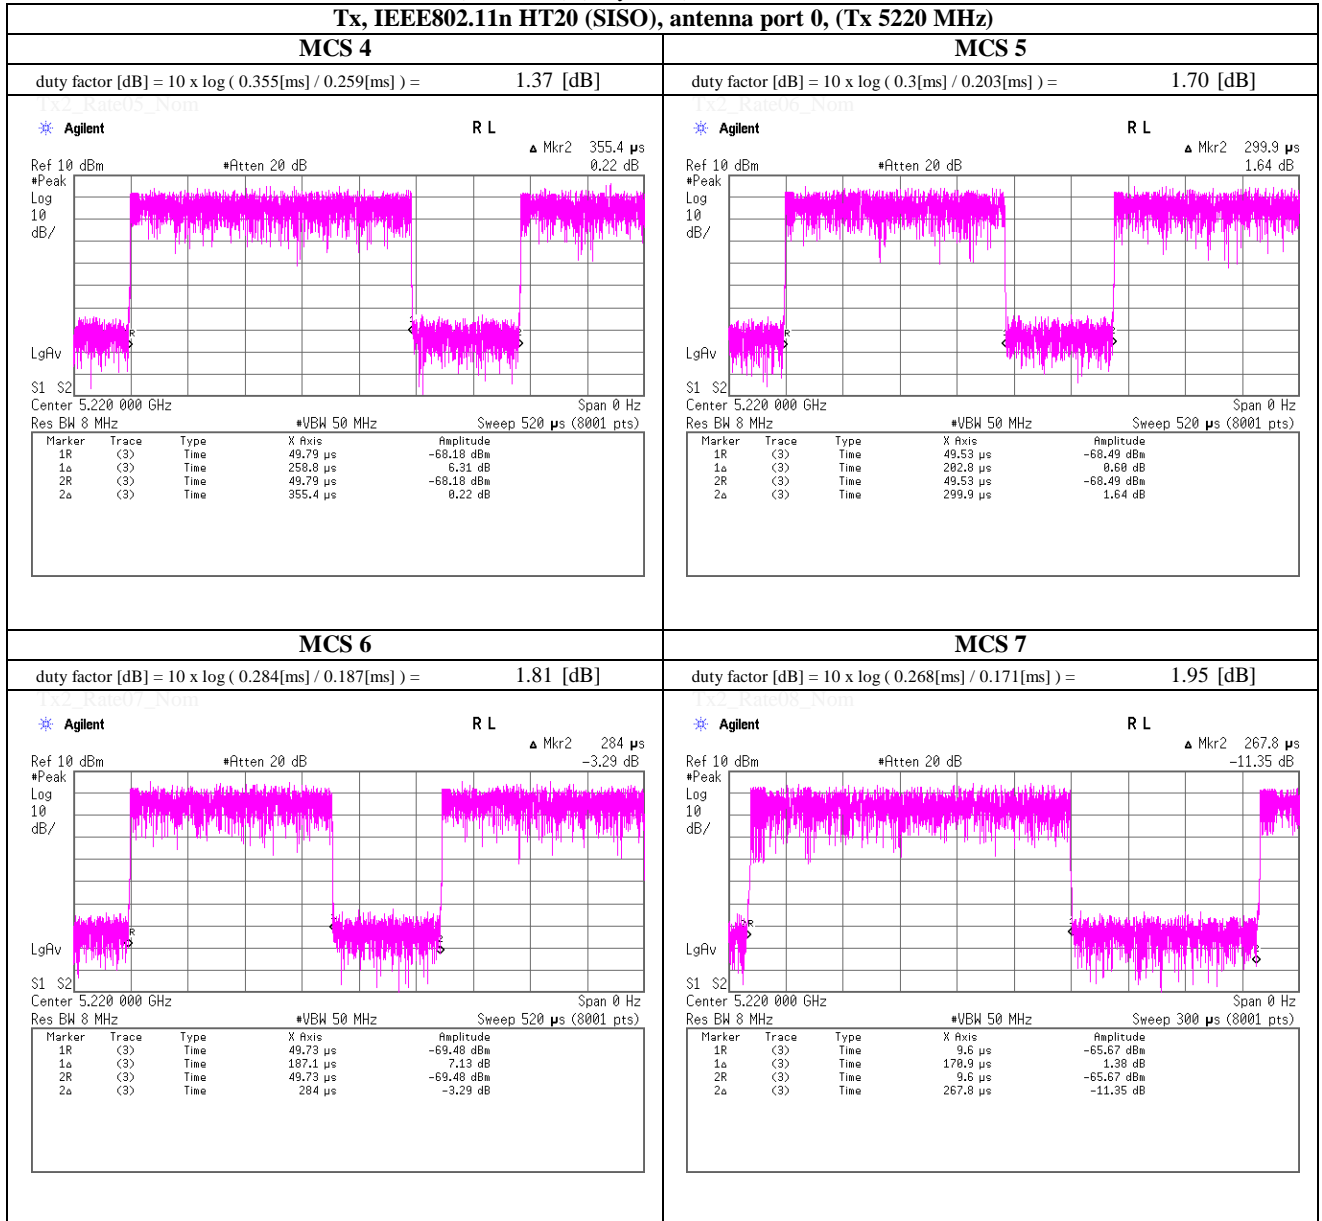 Tx, IEEE802.11n HT20 (SISO), antenna port 0, (Tx 5220 MHz)
MCS 4
duty factor [dB] = 10 x log ( 0.355[ms] / 0.259[ms] ) = 1.37 [dB]
Tx2_Rate05_Nom
Agilent R L
Δ Mkr2 355.4 µs
Ref 10 dBm #Atten 20 dB 0.22 dB
#Peak
Log
10
dB/
LgAv
S1 S2
Center 5.220 000 GHz Span 0 Hz
Res BW 8 MHz #VBW 50 MHz Sweep 520 µs (8001 pts)
Marker Trace Type X Axis Amplitude
1R (3) Time 49.79 µs -68.18 dBm
1Δ (3) Time 258.8 µs 6.31 dB
2R (3) Time 49.79 µs -68.18 dBm
2Δ (3) Time 355.4 µs 0.22 dB
MCS 5
duty factor [dB] = 10 x log ( 0.3[ms] / 0.203[ms] ) = 1.70 [dB]
Tx2_Rate06_Nom
Agilent R L
Δ Mkr2 299.9 µs
Ref 10 dBm #Atten 20 dB 1.64 dB
#Peak
Log
10
dB/
LgAv
S1 S2
Center 5.220 000 GHz Span 0 Hz
Res BW 8 MHz #VBW 50 MHz Sweep 520 µs (8001 pts)
Marker Trace Type X Axis Amplitude
1R (3) Time 49.53 µs -68.49 dBm
1Δ (3) Time 202.8 µs 0.60 dB
2R (3) Time 49.53 µs -68.49 dBm
2Δ (3) Time 299.9 µs 1.64 dB
MCS 6
duty factor [dB] = 10 x log ( 0.284[ms] / 0.187[ms] ) = 1.81 [dB]
Tx2_Rate07_Nom
Agilent R L
Δ Mkr2 284 µs
Ref 10 dBm #Atten 20 dB -3.29 dB
#Peak
Log
10
dB/
LgAv
S1 S2
Center 5.220 000 GHz Span 0 Hz
Res BW 8 MHz #VBW 50 MHz Sweep 520 µs (8001 pts)
Marker Trace Type X Axis Amplitude
1R (3) Time 49.73 µs -69.48 dBm
1Δ (3) Time 187.1 µs 7.13 dB
2R (3) Time 49.73 µs -69.48 dBm
2Δ (3) Time 284 µs -3.29 dB
MCS 7
duty factor [dB] = 10 x log ( 0.268[ms] / 0.171[ms] ) = 1.95 [dB]
Tx2_Rate08_Nom
Agilent R L
Δ Mkr2 267.8 µs
Ref 10 dBm #Atten 20 dB -11.35 dB
#Peak
Log
10
dB/
LgAv
S1 S2
Center 5.220 000 GHz Span 0 Hz
Res BW 8 MHz #VBW 50 MHz Sweep 300 µs (8001 pts)
Marker Trace Type X Axis Amplitude
1R (3) Time 9.6 µs -65.67 dBm
1Δ (3) Time 170.9 µs 1.38 dB
2R (3) Time 9.6 µs -65.67 dBm
2Δ (3) Time 267.8 µs -11.35 dB